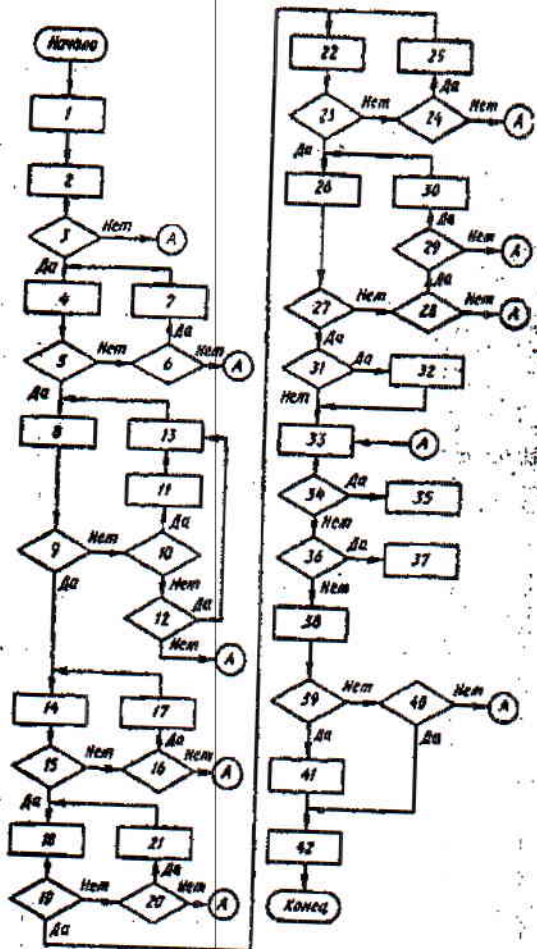 Начало
1
2
3
Нет
А
Да
4
7
Да
5
Нет
6
Нет
А
Да
8
13
11
Да
9
Нет
10
Да
Нет
12
Да
Нет
А
14
17
Да
15
Нет
16
Нет
А
Да
18
21
Да
19
Нет
20
Нет
А
Да
22
25
Да
23
Нет
24
Нет
А
Да
26
30
Да
29
Нет
А
Да
27
Нет
28
Нет
А
Да
31
Да
32
Нет
33
А
34
Да
35
Нет
36
Да
37
Нет
38
39
Нет
40
Нет
А
Да
Да
41
42
Конец